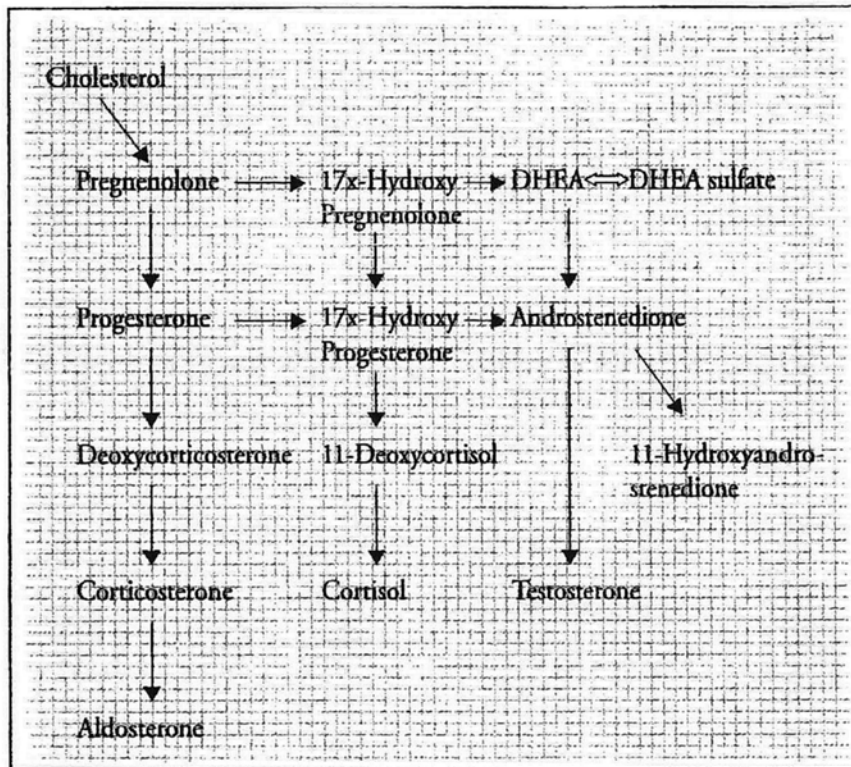 Cholesterol
Pregnenolone
17x-Hydroxy
Pregnenolone
DHEA
DHEA sulfate
Progesterone
17x-Hydroxy
Progesterone
Androstenedione
Deoxycorticosterone
11-Deoxycortisol
11-Hydroxyandro-
stenedione
Corticosterone
Cortisol
Testosterone
Aldosterone